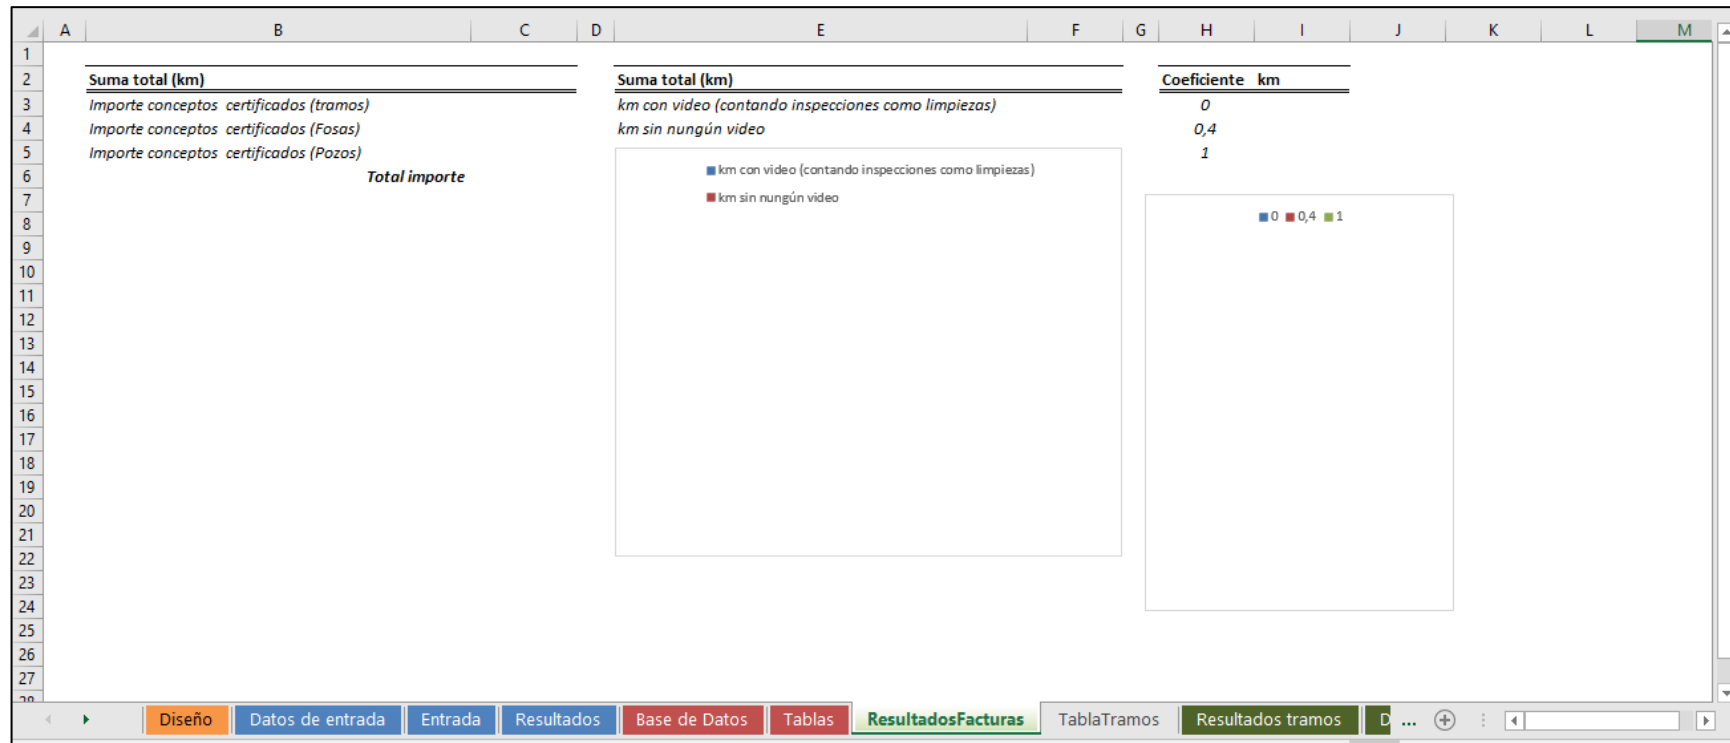 A B C D E F G H I J K L M
1
2 Suma total (km) Suma total (km) Coeficiente km
3 Importe conceptos certificados (tramos) km con video (contando inspecciones como limpiezas) 0
4 Importe conceptos certificados (Fosas) km sin nungún video 0,4
5 Importe conceptos certificados (Pozos) 1
6 Total importe km con video (contando inspecciones como limpiezas)
7 km sin nungún video
8 0 0,4 1
9
10
11
12
13
14
15
16
17
18
19
20
21
22
23
24
25
26
27
28
Diseño Datos de entrada Entrada Resultados Base de Datos Tablas ResultadosFacturas TablaTramos Resultados tramos D ...